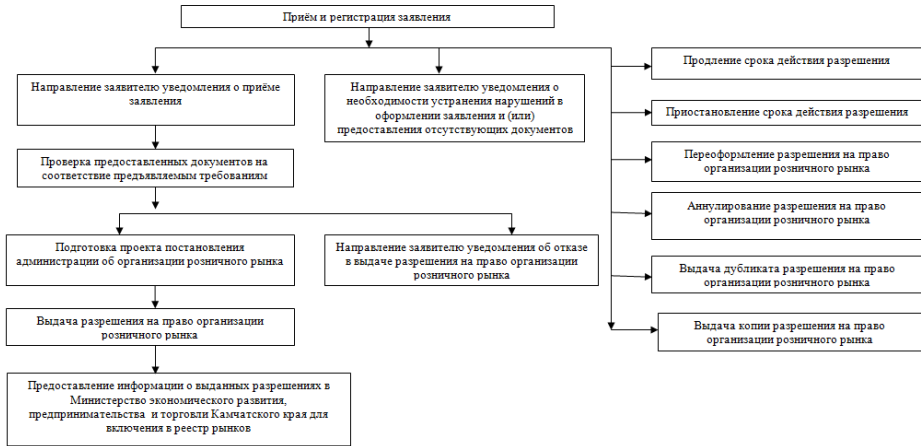 Приём и регистрация заявления
Направление заявителю уведомления о приёме
заявления
Направление заявителю уведомления о
необходимости устранения нарушений в
оформлении заявления и (или)
предоставления отсутствующих документов
Проверка предоставленных документов на
соответствие предъявляемым требованиям
Подготовка проекта постановления
администрации об организации розничного рынка
Направление заявителю уведомления об отказе
в выдаче разрешения на право организации
розничного рынка
Выдача разрешения на право организации
розничного рынка
Предоставление информации о выданных разрешениях в
Министерство экономического развития,
предпринимательства и торговли Камчатского края для
включения в реестр рынков
Продление срока действия разрешения
Приостановление срока действия разрешения
Переоформление разрешения на право
организации розничного рынка
Аннулирование разрешения на право
организации розничного рынка
Выдача дубликата разрешения на право
организации розничного рынка
Выдача копии разрешения на право
организации розничного рынка